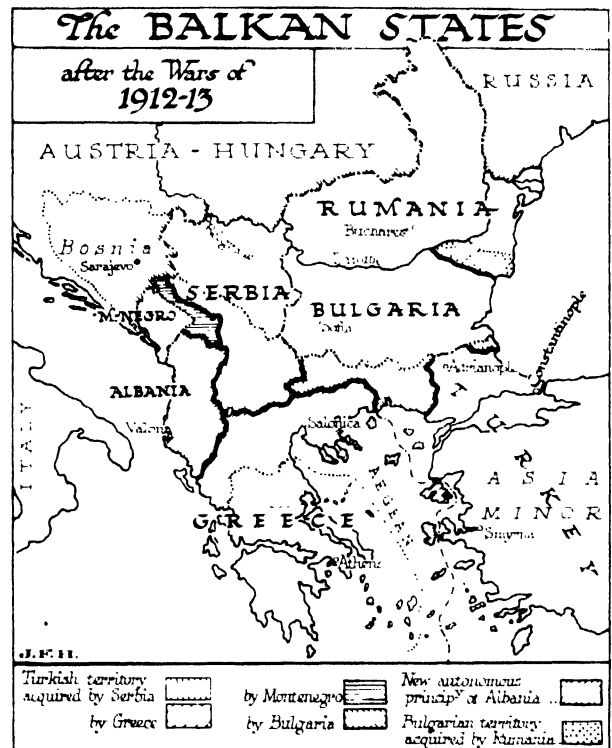 The BALKAN STATES
after the Wars of
1912-13
RUSSIA
AUSTRIA-HUNGARY
RUMANIA
Bucharest
Bosnia
Sarajevo
SERBIA
BULGARIA
Sofia
M.NEGRO
Constantinople
Adrianople
ALBANIA
Valona
Salonica
ITALY
TURKEY
AEGEAN
ASIA
MINOR
GREECE
Smyrna
Athens
J.F.H.
Turkish territory
acquired by Serbia
by Greece
by Montenegro
by Bulgaria
New autonomous
princip^y of Albania ..
Bulgarian territory
acquired by Rumania